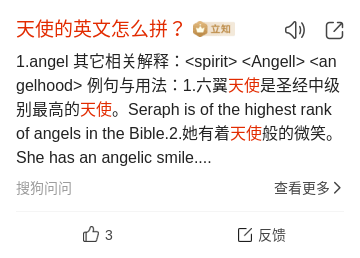 天使的英文怎么拼？ 立知
1.angel 其它相关解释：<spirit> <Angell> <an
gelhood> 例句与用法：1.六翼天使是圣经中级
别最高的天使。Seraph is of the highest rank
of angels in the Bible.2.她有着天使般的微笑。
She has an angelic smile....
搜狗问问 查看更多
3 反馈